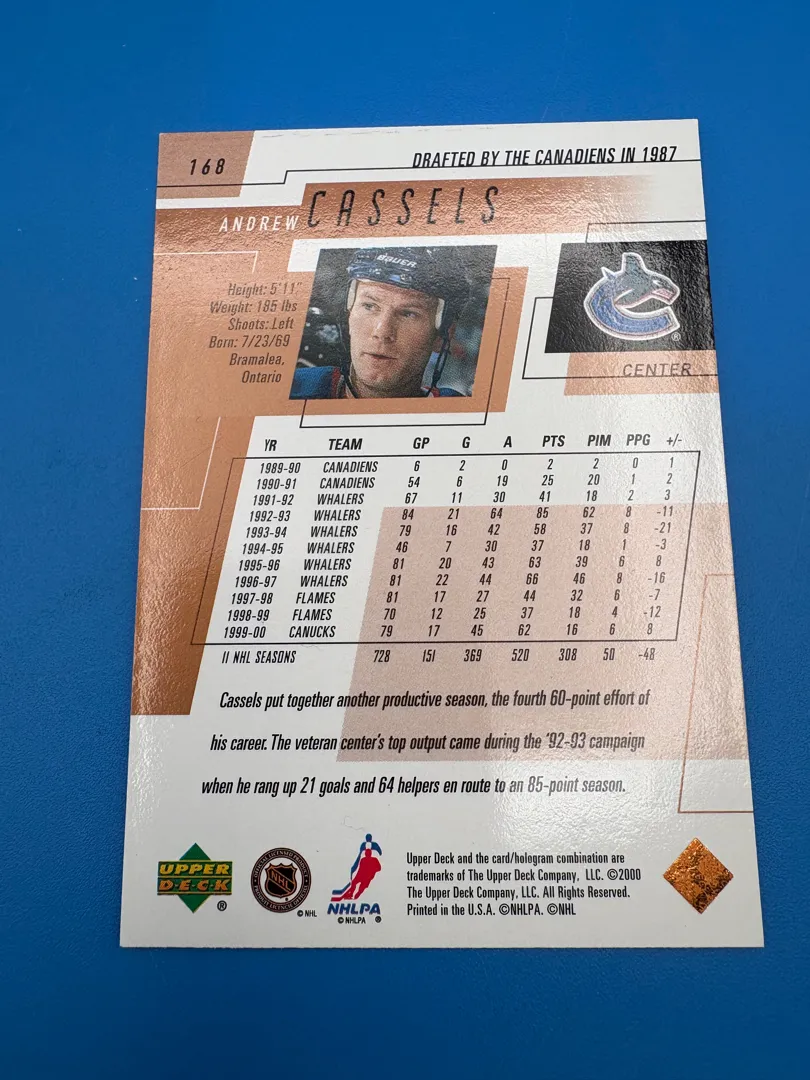 168
DRAFTED BY THE CANADIENS IN 1987
ANDREW CASSELS
BAUER
Height: 5'11"
Weight: 185 lbs
Shoots: Left
Born: 7/23/69
Bramalea,
Ontario
®
CENTER
YR TEAM GP G A PTS PIM PPG +/-
1989-90 CANADIENS 6 2 0 2 2 0 1
1990-91 CANADIENS 54 6 19 25 20 1 2
1991-92 WHALERS 67 11 30 41 18 2 3
1992-93 WHALERS 84 21 64 85 62 8 -11
1993-94 WHALERS 79 16 42 58 37 8 -21
1994-95 WHALERS 46 7 30 37 18 1 -3
1995-96 WHALERS 81 20 43 63 39 6 8
1996-97 WHALERS 81 22 44 66 46 8 -16
1997-98 FLAMES 81 17 27 44 32 6 -7
1998-99 FLAMES 70 12 25 37 18 4 -12
1999-00 CANUCKS 79 17 45 62 16 6 8
11 NHL SEASONS 728 151 369 520 308 50 -48
Cassels put together another productive season, the fourth 60-point effort of
his career. The veteran center's top output came during the '92-93 campaign
when he rang up 21 goals and 64 helpers en route to an 85-point season.
UPPER
DECK
®
NHL
© NHL
NHLPA
© NHLPA ®
Upper Deck and the card/hologram combination are
trademarks of The Upper Deck Company, LLC. ©2000
The Upper Deck Company, LLC. All Rights Reserved.
Printed in the U.S.A. ©NHLPA. ©NHL